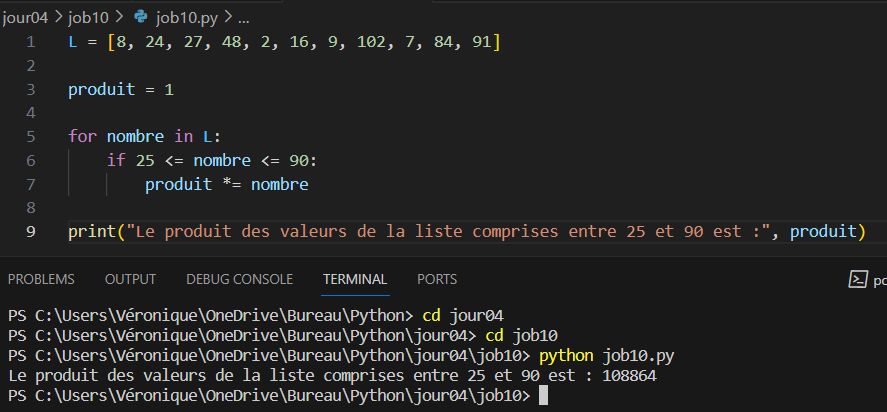 jour04 > job10 > job10.py > ...
1 L = [8, 24, 27, 48, 2, 16, 9, 102, 7, 84, 91]
2
3 produit = 1
4
5 for nombre in L:
6     if 25 <= nombre <= 90:
7         produit *= nombre
8
9 print("Le produit des valeurs de la liste comprises entre 25 et 90 est :", produit)
PROBLEMS OUTPUT DEBUG CONSOLE TERMINAL PORTS po
PS C:\Users\Véronique\OneDrive\Bureau\Python> cd jour04
PS C:\Users\Véronique\OneDrive\Bureau\Python\jour04> cd job10
PS C:\Users\Véronique\OneDrive\Bureau\Python\jour04\job10> python job10.py
Le produit des valeurs de la liste comprises entre 25 et 90 est : 108864
PS C:\Users\Véronique\OneDrive\Bureau\Python\jour04\job10>